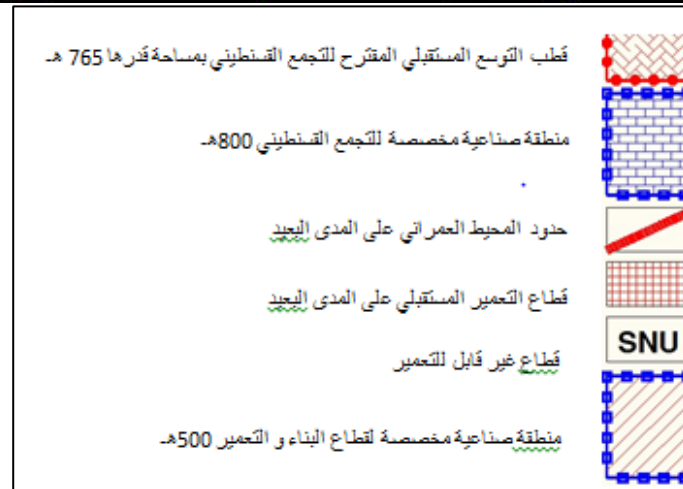 قطب التوسع المستقبلي المقترح للتجمع القسنطيني بمساحة قدرها 765 هـ
منطقة صناعية مخصصة للتجمع القسنطيني 800هـ
حدود المحيط العمراني على المدى البعيد
قطاع التعمير المستقبلي على المدى البعيد
SNU
قطاع غير قابل للتعمير
منطقة صناعية مخصصة لقطاع البناء و التعمير 500هـ